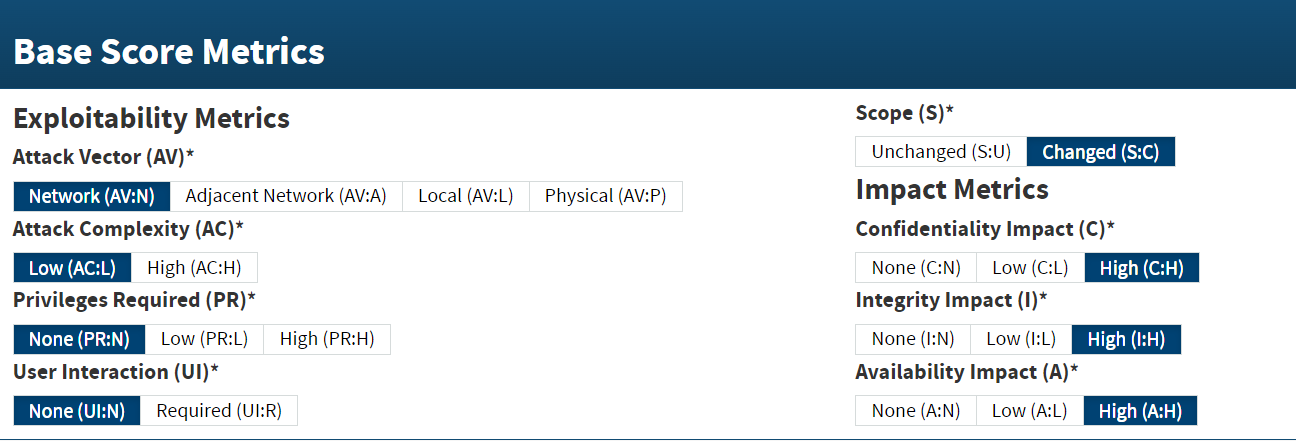 Base Score Metrics
Exploitability Metrics
Attack Vector (AV)*
Network (AV:N) Adjacent Network (AV:A) Local (AV:L) Physical (AV:P)
Attack Complexity (AC)*
Low (AC:L) High (AC:H)
Privileges Required (PR)*
None (PR:N) Low (PR:L) High (PR:H)
User Interaction (UI)*
None (UI:N) Required (UI:R)
Scope (S)*
Unchanged (S:U) Changed (S:C)
Impact Metrics
Confidentiality Impact (C)*
None (C:N) Low (C:L) High (C:H)
Integrity Impact (I)*
None (I:N) Low (I:L) High (I:H)
Availability Impact (A)*
None (A:N) Low (A:L) High (A:H)